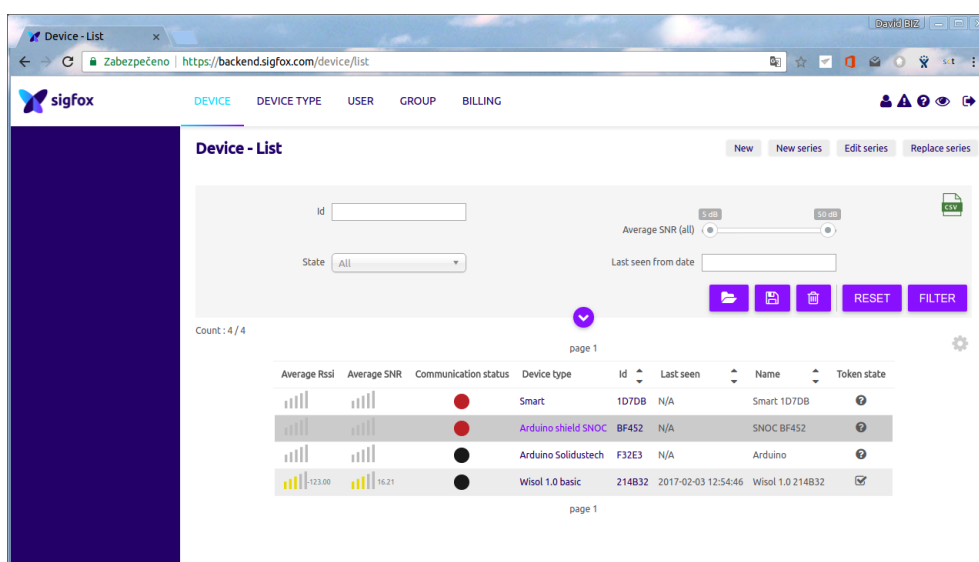 Device - List
David BIZ
Zabezpečeno | https://backend.sigfox.com/device/list
sigfox DEVICE DEVICE TYPE USER GROUP BILLING
Device - List New New series Edit series Replace series
Id
5 dB 50 dB
CSV
Average SNR (all)
State All Last seen from date
RESET FILTER
Count : 4 / 4
page 1
Average Rssi Average SNR Communication status Device type Id Last seen Name Token state
Smart 1D7DB N/A Smart 1D7DB
Arduino shield SNOC BF452 N/A SNOC BF452
Arduino Solidustech F32E3 N/A Arduino
-123.00 16.21 Wisol 1.0 basic 214B32 2017-02-03 12:54:46 Wisol 1.0 214B32
page 1